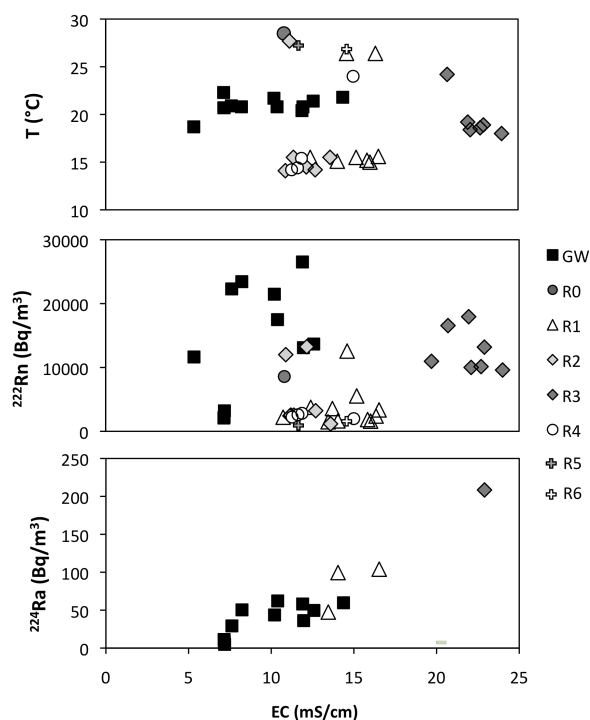 30
25
20
15
10
T (°C)
30000
20000
10000
0
²²²Rn (Bq/m³)
250
200
150
100
50
0
²²⁴Ra (Bq/m³)
0 5 10 15 20 25
EC (mS/cm)
GW
R0
R1
R2
R3
R4
R5
R6